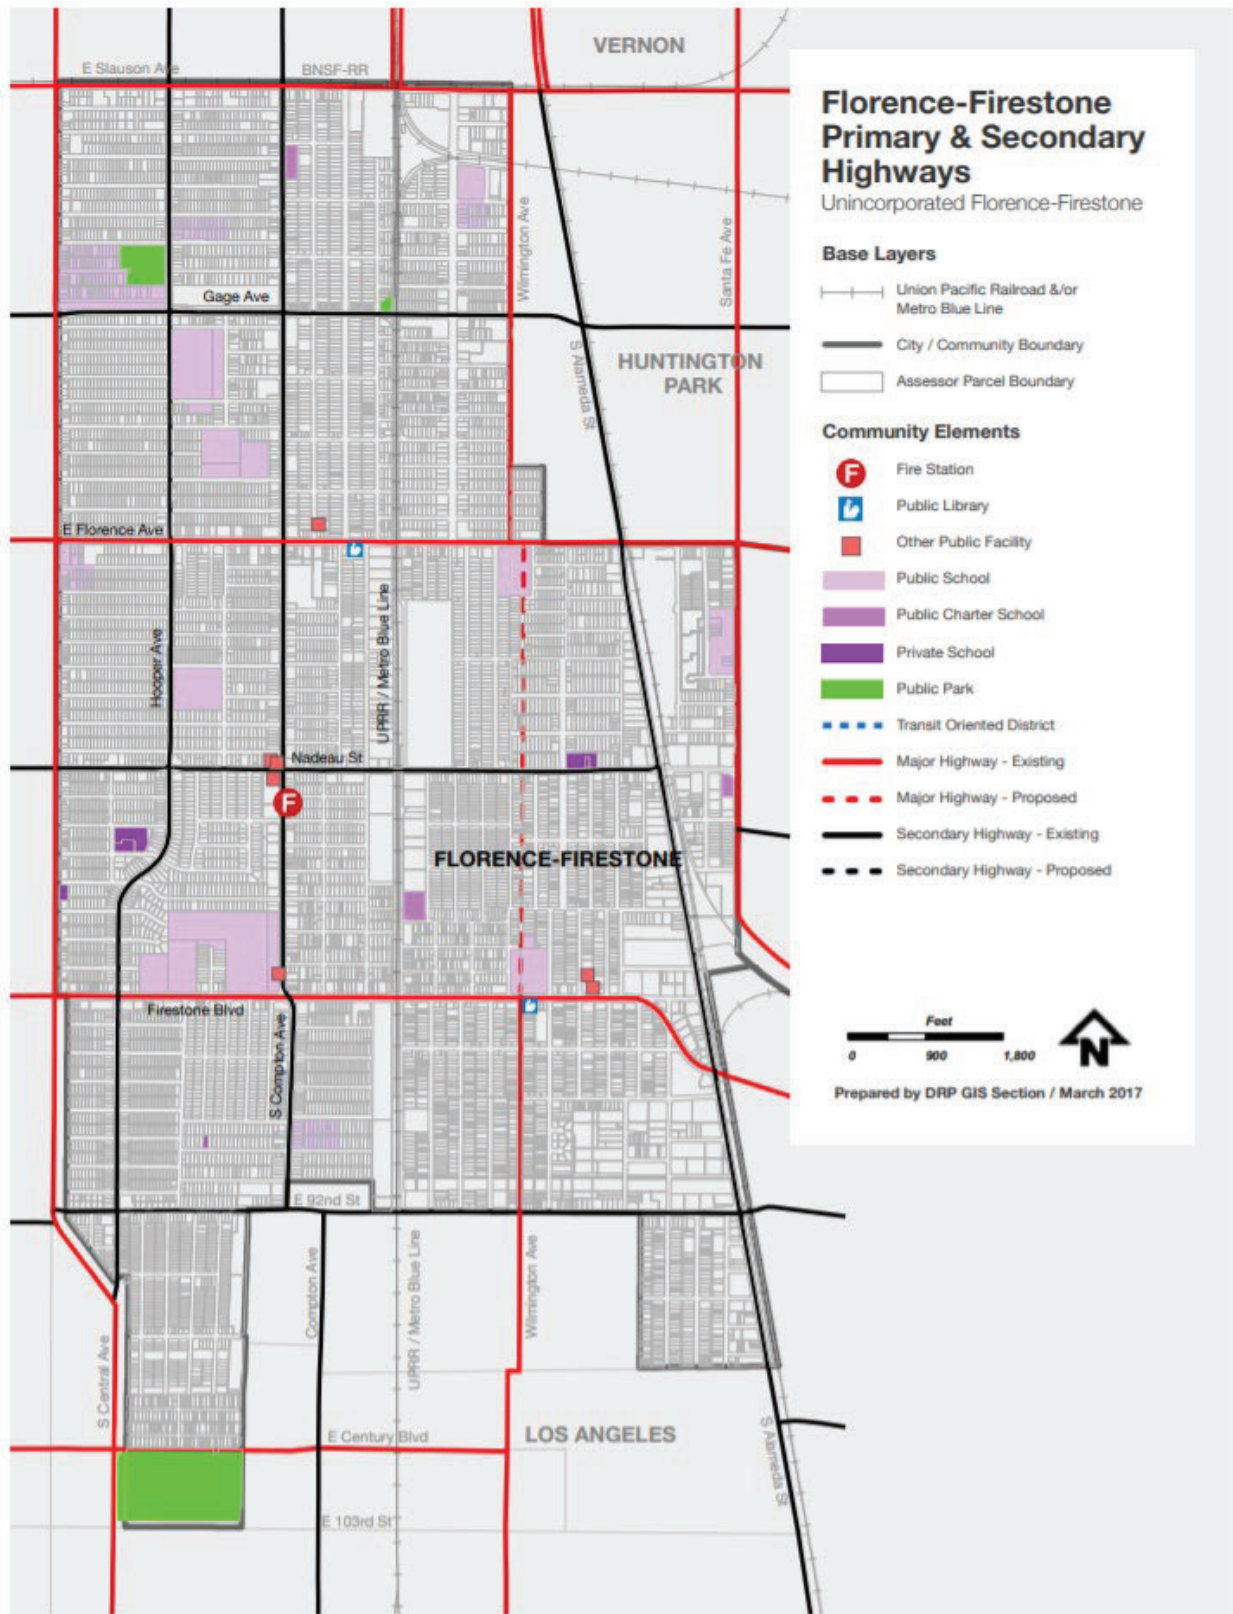 VERNON
E Slauson Ave
BNSF-RR
Florence-Firestone
Primary & Secondary
Highways
Unincorporated Florence-Firestone
Base Layers
Union Pacific Railroad &/or
Metro Blue Line
City / Community Boundary
Assessor Parcel Boundary
Community Elements
F
Fire Station
Public Library
Other Public Facility
Public School
Public Charter School
Private School
Public Park
Transit Oriented District
Major Highway - Existing
Major Highway - Proposed
Secondary Highway - Existing
Secondary Highway - Proposed
Feet
0 900 1,800
N
Prepared by DRP GIS Section / March 2017
Wilmington Ave
Santa Fe Ave
Gage Ave
S Alameda St
HUNTINGTON
PARK
E Florence Ave
Hooper Ave
UPRR / Metro Blue Line
Nadeau St
F
FLORENCE-FIRESTONE
Firestone Blvd
S Compton Ave
E 92nd St
Compton Ave
UPRR / Metro Blue Line
Wilmington Ave
S Central Ave
E Century Blvd
LOS ANGELES
S Alameda St
E 103rd St